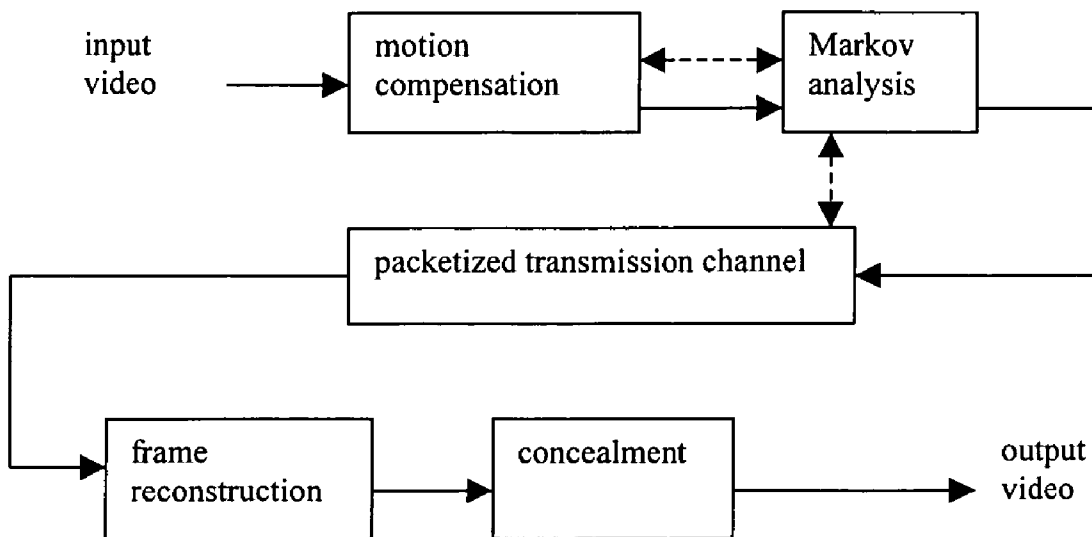 input
video
motion
compensation
Markov
analysis
packetized transmission channel
frame
reconstruction
concealment
output
video